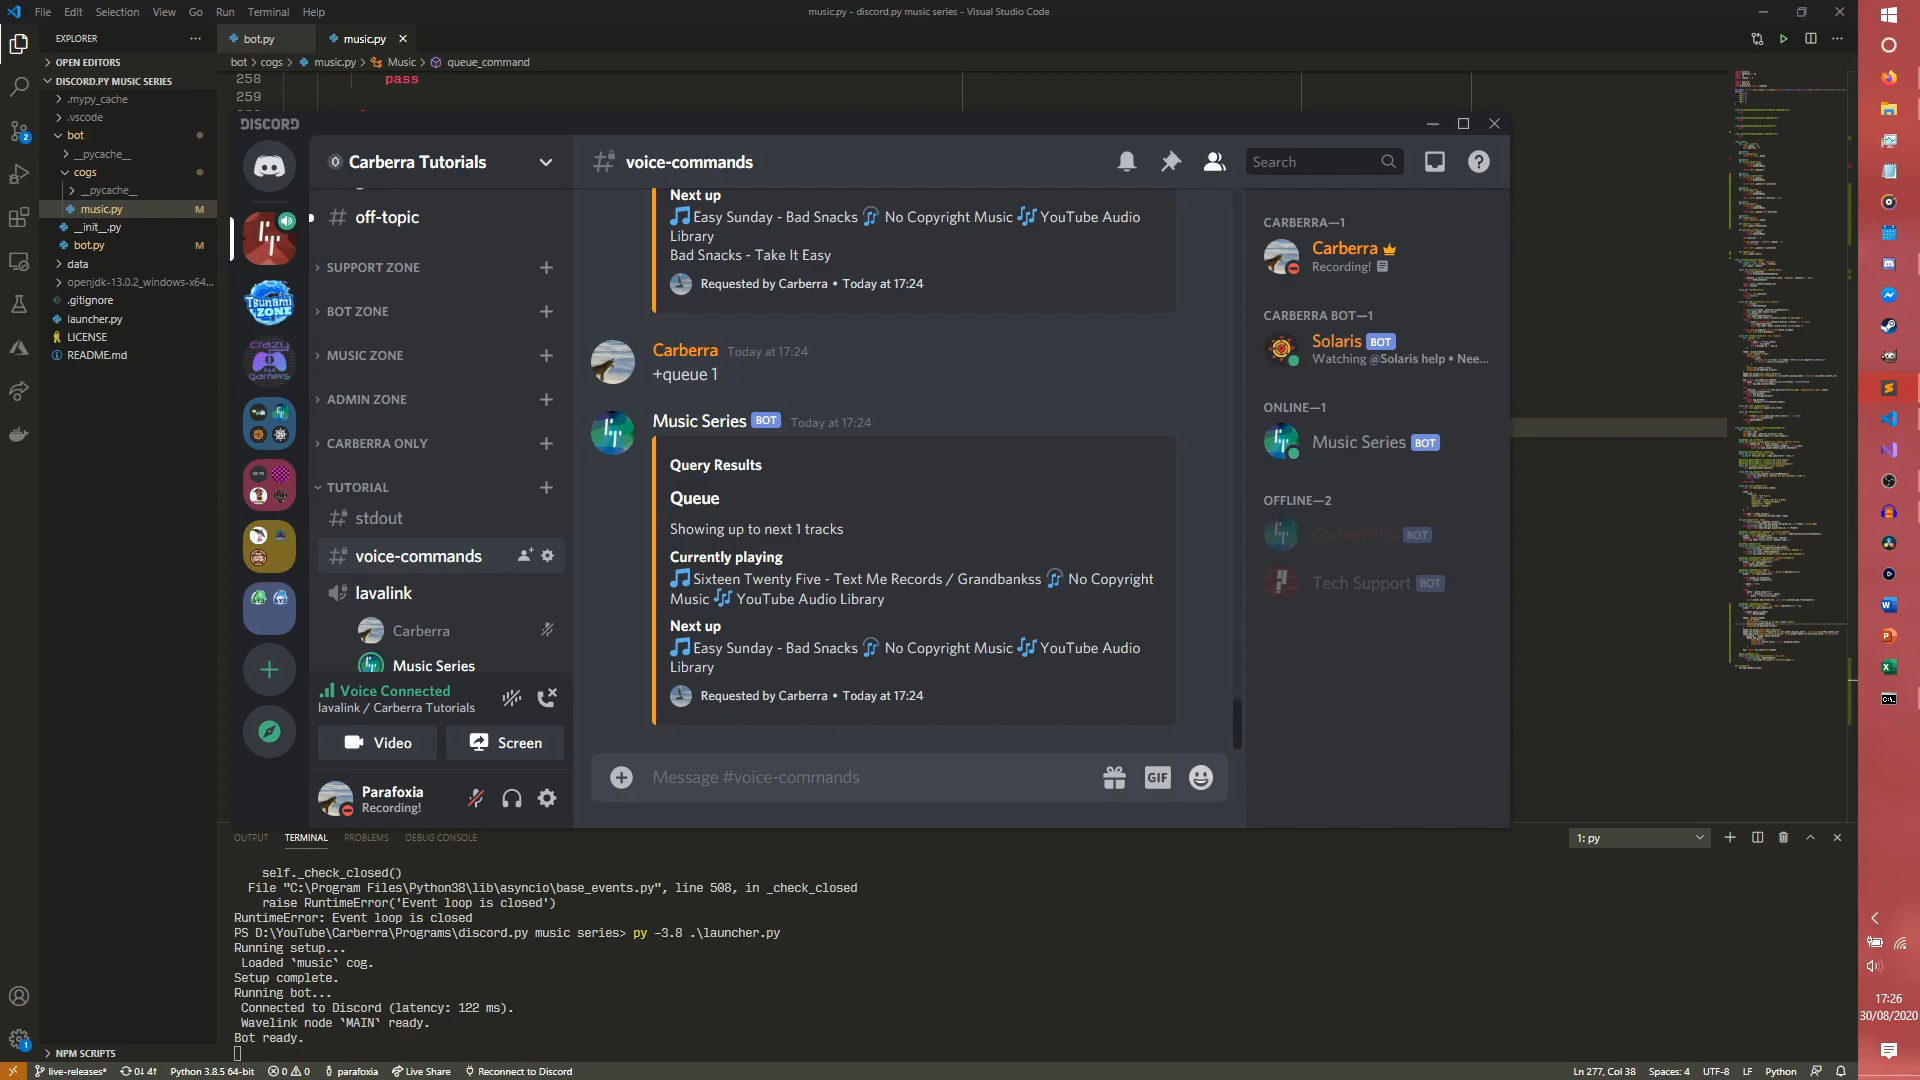 File Edit Selection View Go Run Terminal Help
music.py - discord.py music series - Visual Studio Code
EXPLORER
OPEN EDITORS
DISCORD.PY MUSIC SERIES
.mypy_cache
.vscode
bot
__pycache__
cogs
__pycache__
music.py M
__init__.py
bot.py M
data
openjdk-13.0.2_windows-x64...
.gitignore
launcher.py
LICENSE
README.md
NPM SCRIPTS
bot.py
music.py
bot > cogs > music.py > Music > queue_command
258 pass
259
DISCORD
Carberra Tutorials
off-topic
SUPPORT ZONE
BOT ZONE
MUSIC ZONE
ADMIN ZONE
CARBERRA ONLY
TUTORIAL
stdout
voice-commands
lavalink
Carberra
Music Series
Voice Connected
lavalink / Carberra Tutorials
Video
Screen
Parafoxia
Recording!
Tsunami ZONE
crazy gamers
voice-commands
Search
Next up
🎵Easy Sunday - Bad Snacks 🎧 No Copyright Music 🎶 YouTube Audio
Library
Bad Snacks - Take It Easy
Requested by Carberra • Today at 17:24
Carberra Today at 17:24
+queue 1
Music Series BOT Today at 17:24
Query Results
Queue
Showing up to next 1 tracks
Currently playing
🎵Sixteen Twenty Five - Text Me Records / Grandbankss 🎧 No Copyright
Music 🎶 YouTube Audio Library
Next up
🎵Easy Sunday - Bad Snacks 🎧 No Copyright Music 🎶 YouTube Audio
Library
Requested by Carberra • Today at 17:24
Message #voice-commands
GIF
CARBERRA—1
Carberra
Recording!
CARBERRA BOT—1
Solaris BOT
Watching @Solaris help • Nee...
ONLINE—1
Music Series BOT
OFFLINE—2
BOT
Tech Support BOT
OUTPUT TERMINAL PROBLEMS DEBUG CONSOLE
1: py
self._check_closed()
File "C:\Program Files\Python38\lib\asyncio\base_events.py", line 508, in _check_closed
raise RuntimeError('Event loop is closed')
RuntimeError: Event loop is closed
PS D:\YouTube\Carberra\Programs\discord.py music series> py -3.8 .\launcher.py
Running setup...
Loaded `music` cog.
Setup complete.
Running bot...
Connected to Discord (latency: 122 ms).
Wavelink node `MAIN` ready.
Bot ready.
live-releases* 0↓ 4↑ Python 3.8.5 64-bit 0 0 parafoxia Live Share Reconnect to Discord
Ln 277, Col 38 Spaces: 4 UTF-8 LF Python
17:26
30/08/2020